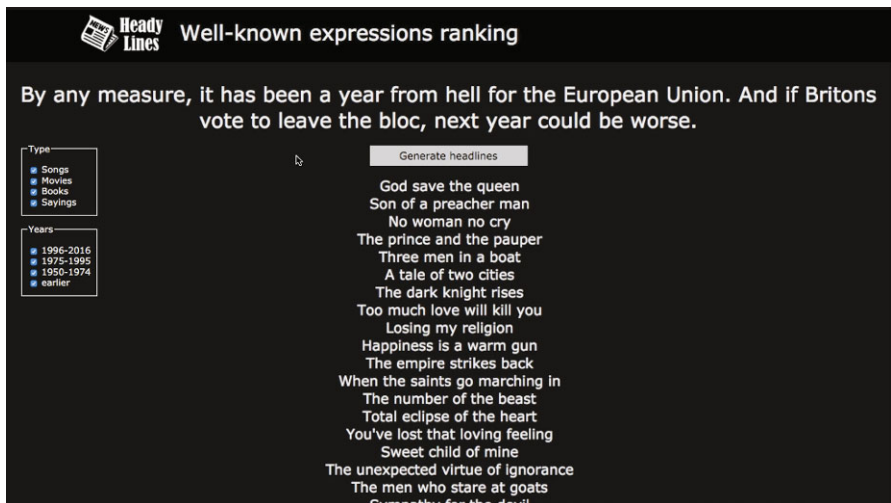 NEWS
Heady
Lines
Well-known expressions ranking
By any measure, it has been a year from hell for the European Union. And if Britons
vote to leave the bloc, next year could be worse.
Type
Songs
Movies
Books
Sayings
Years
1996-2016
1975-1995
1950-1974
earlier
Generate headlines
God save the queen
Son of a preacher man
No woman no cry
The prince and the pauper
Three men in a boat
A tale of two cities
The dark knight rises
Too much love will kill you
Losing my religion
Happiness is a warm gun
The empire strikes back
When the saints go marching in
The number of the beast
Total eclipse of the heart
You've lost that loving feeling
Sweet child of mine
The unexpected virtue of ignorance
The men who stare at goats
Sympathy for the devil